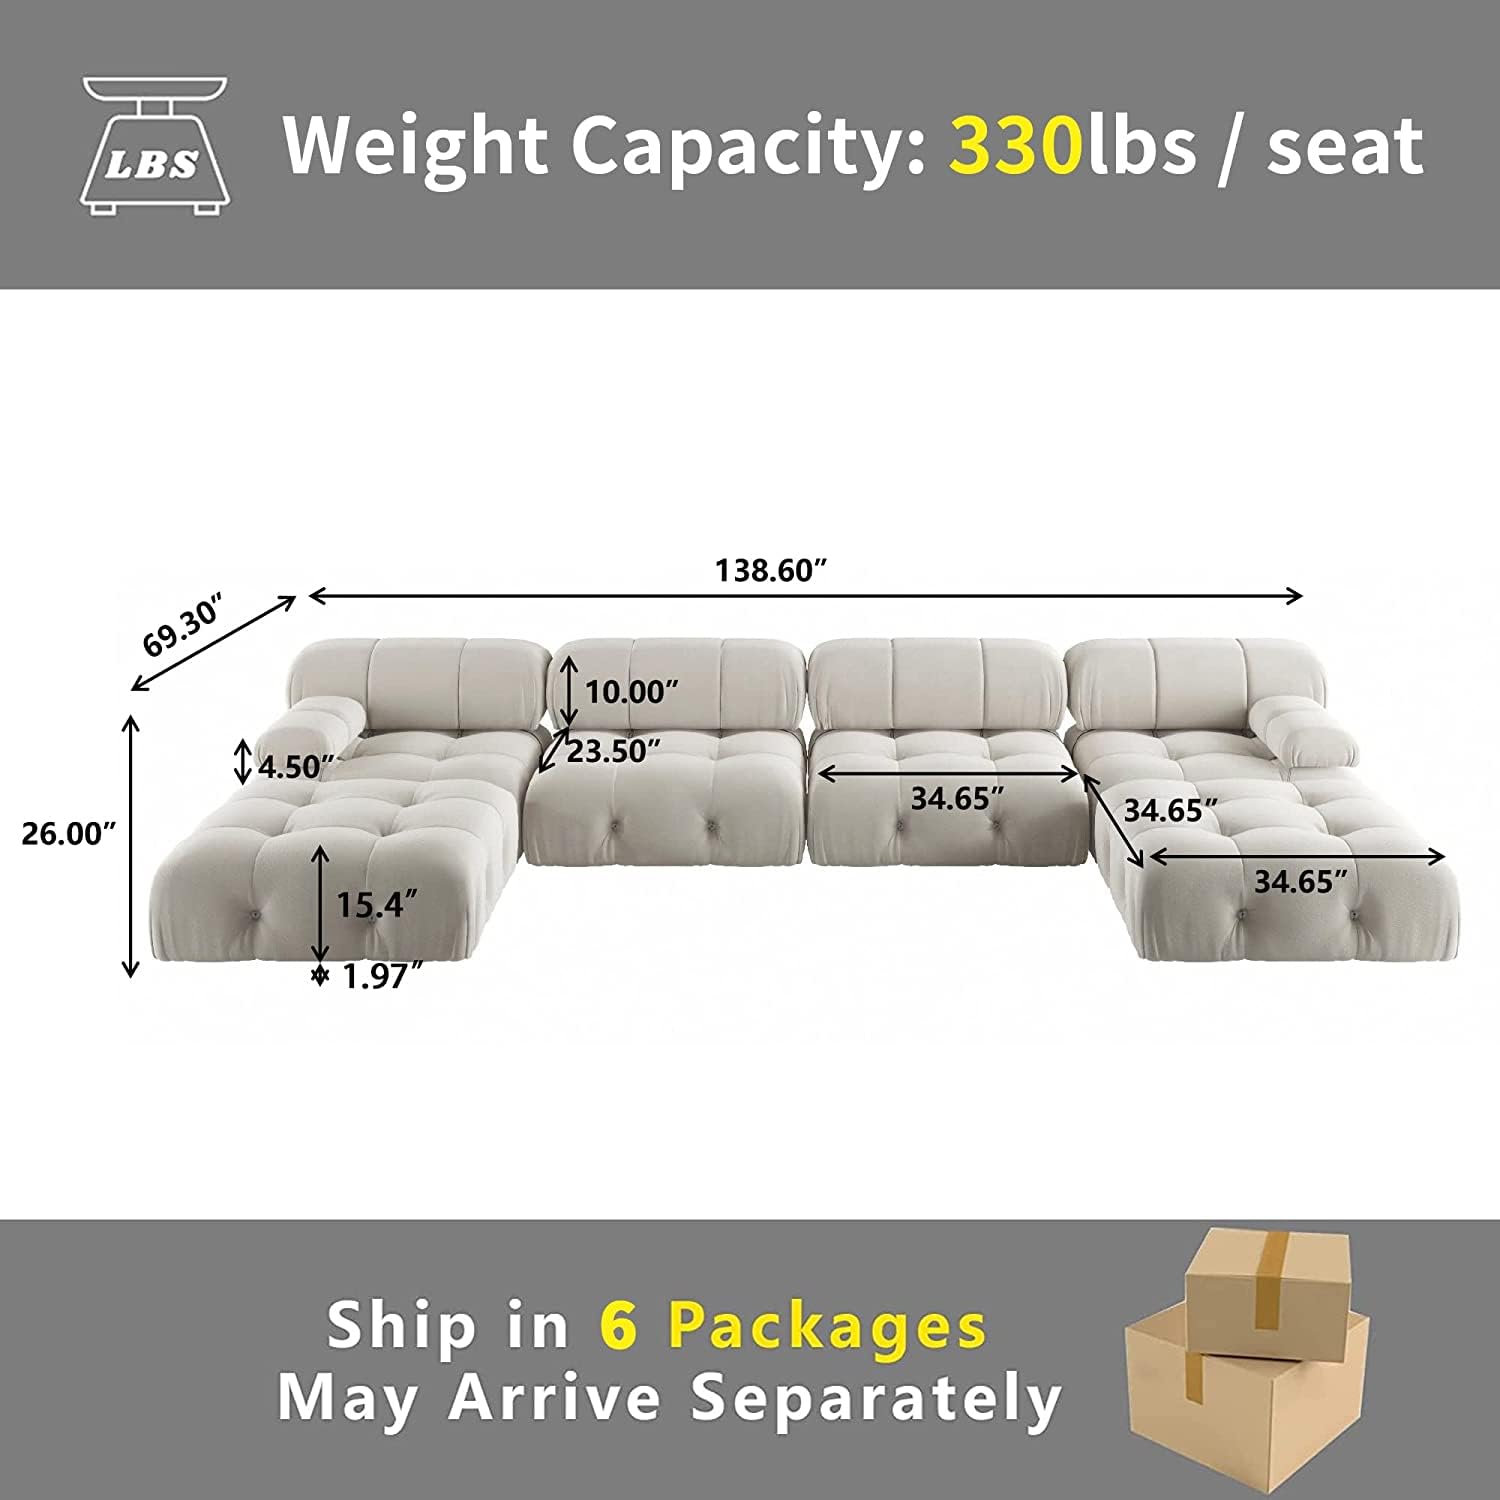 LBS
Weight Capacity: 330lbs / seat
138.60″
69.30″
10.00″
23.50″
4.50″
34.65″
34.65″
26.00″
34.65″
15.4″
1.97″
Ship in 6 Packages
May Arrive Separately